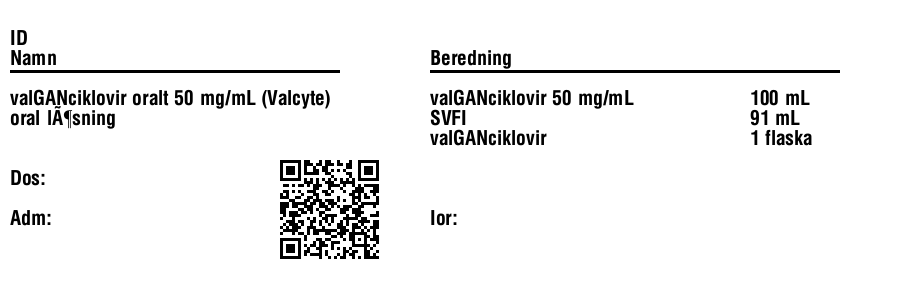 ID
Namn
Beredning
valGANciklovir oralt 50 mg/mL (Valcyte)
oral lÃ¶sning
valGANciklovir 50 mg/mL 100 mL
SVFI 91 mL
valGANciklovir 1 flaska
Dos:
Adm:
Ior: